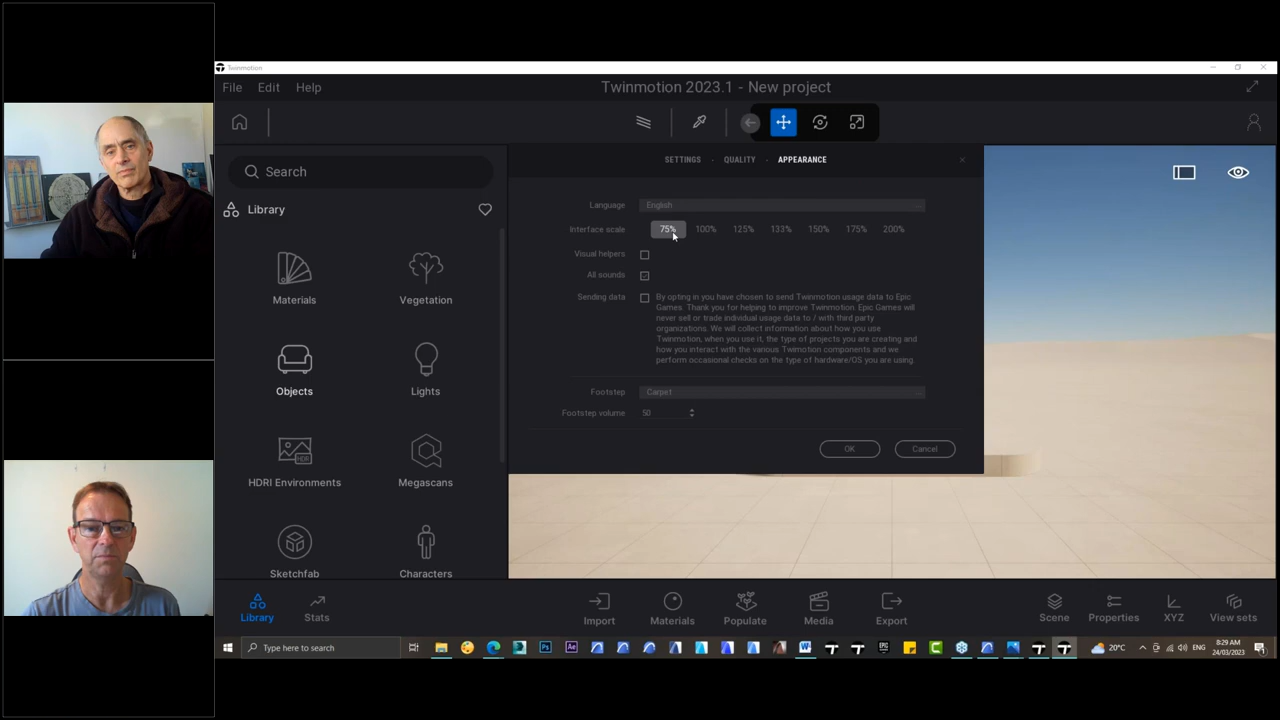 Twinmotion
File Edit Help
Twinmotion 2023.1 - New project
Search
Library
Materials
Vegetation
Objects
Lights
HDR
HDRI Environments
Megascans
Sketchfab
Characters
SETTINGS · QUALITY · APPEARANCE
Language English
Interface scale 75% 100% 125% 133% 150% 175% 200%
Visual helpers
All sounds
Sending data By opting in you have chosen to send Twinmotion usage data to Epic
Games. Thank you for helping to improve Twinmotion. Epic Games will
never sell or trade individual usage data to / with third party
organizations. We will collect information about how you use
Twinmotion, when you use it, the type of projects you are creating and
how you interact with the various Twimotion components and we
perform occasional checks on the type of hardware/OS you are using.
Footstep Carpet
Footstep volume 50
OK Cancel
Library Stats Import Materials Populate Media Export Scene Properties XYZ View sets
Type here to search
Ps
Ae
W
EPIC
20°C
ENG
8:29 AM
24/03/2023